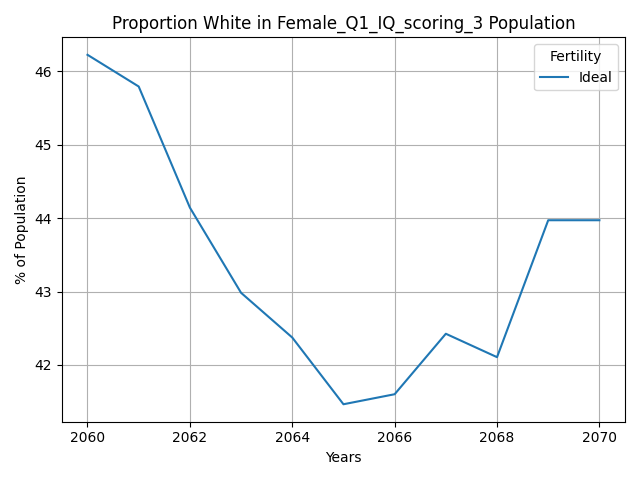 Proportion White in Female_Q1_IQ_scoring_3 Population
Fertility
Ideal
46
45
44
43
42
% of Population
2060
2062
2064
2066
2068
2070
Years